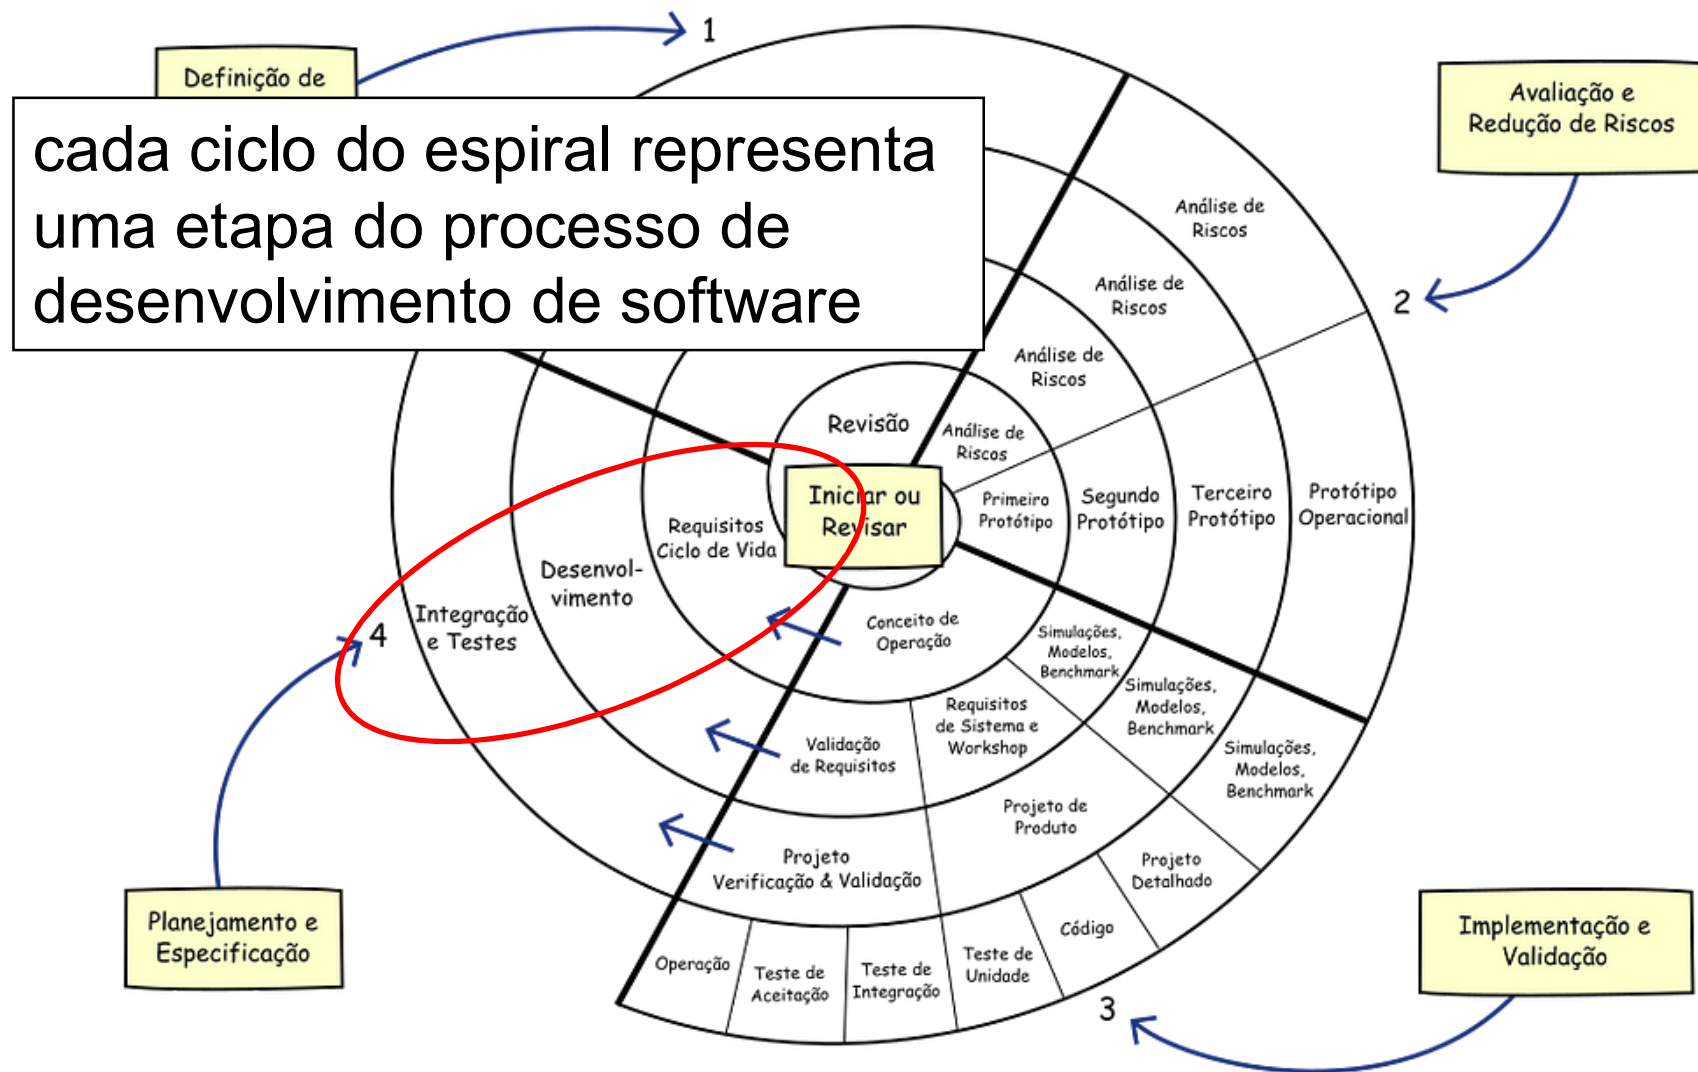 1
Definição de
cada ciclo do espiral representa
uma etapa do processo de
desenvolvimento de software
Avaliação e
Redução de Riscos
2
Análise de
Riscos
Análise de
Riscos
Análise de
Riscos
Análise de
Riscos
Revisão
Iniciar ou
Revisar
Primeiro
Protótipo
Segundo
Protótipo
Terceiro
Protótipo
Protótipo
Operacional
Requisitos
Ciclo de Vida
Desenvol-
vimento
Integração
e Testes
4
Conceito de
Operação
Simulações,
Modelos,
Benchmark
Simulações,
Modelos,
Benchmark
Simulações,
Modelos,
Benchmark
Requisitos
de Sistema e
Workshop
Validação
de Requisitos
Projeto de
Produto
Projeto
Verificação & Validação
Projeto
Detalhado
Código
Teste de
Unidade
Teste de
Integração
Teste de
Aceitação
Operação
3
Planejamento e
Especificação
Implementação e
Validação